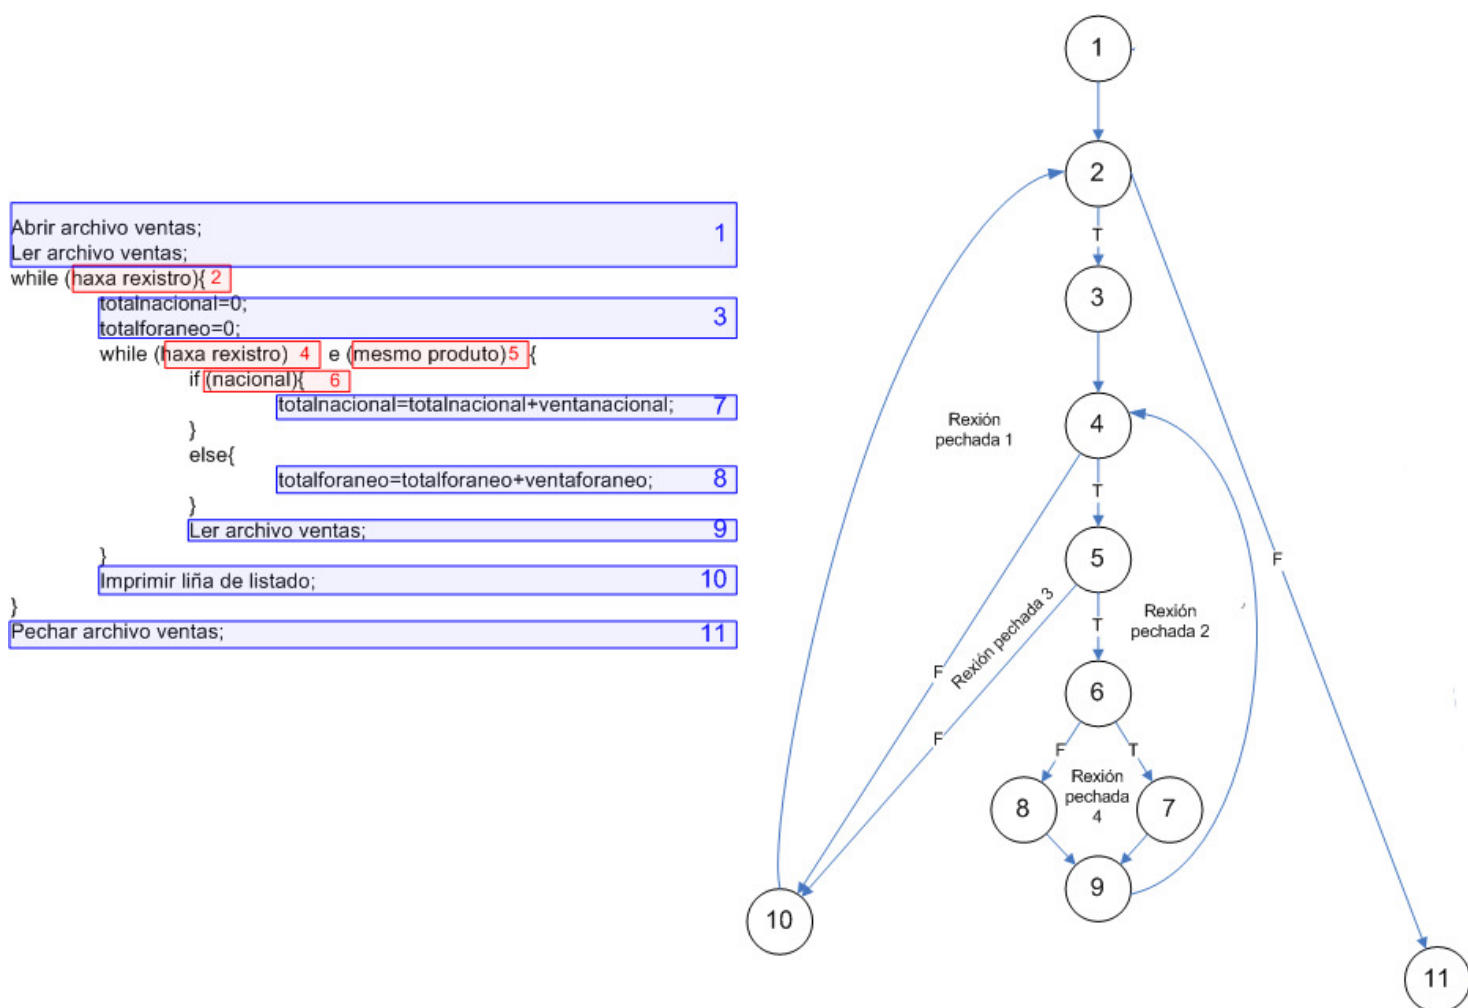 Abrir archivo ventas;
1
Ler archivo ventas;
while (haxa rexistro){ 2
totalnacional=0;
3
totalforaneo=0;
while (haxa rexistro) 4 e (mesmo produto)5 {
if (nacional){ 6
totalnacional=totalnacional+ventanacional; 7
}
else{
totalforaneo=totalforaneo+ventaforaneo; 8
}
Ler archivo ventas; 9
}
Imprimir liña de listado; 10
}
Pechar archivo ventas; 11
1
2
T
3
4
Rexión
pechada 1
T
5
F
Rexión pechada 3
T
Rexión
pechada 2
F
6
F
F
T
Rexión
pechada
4
8
7
9
10
11